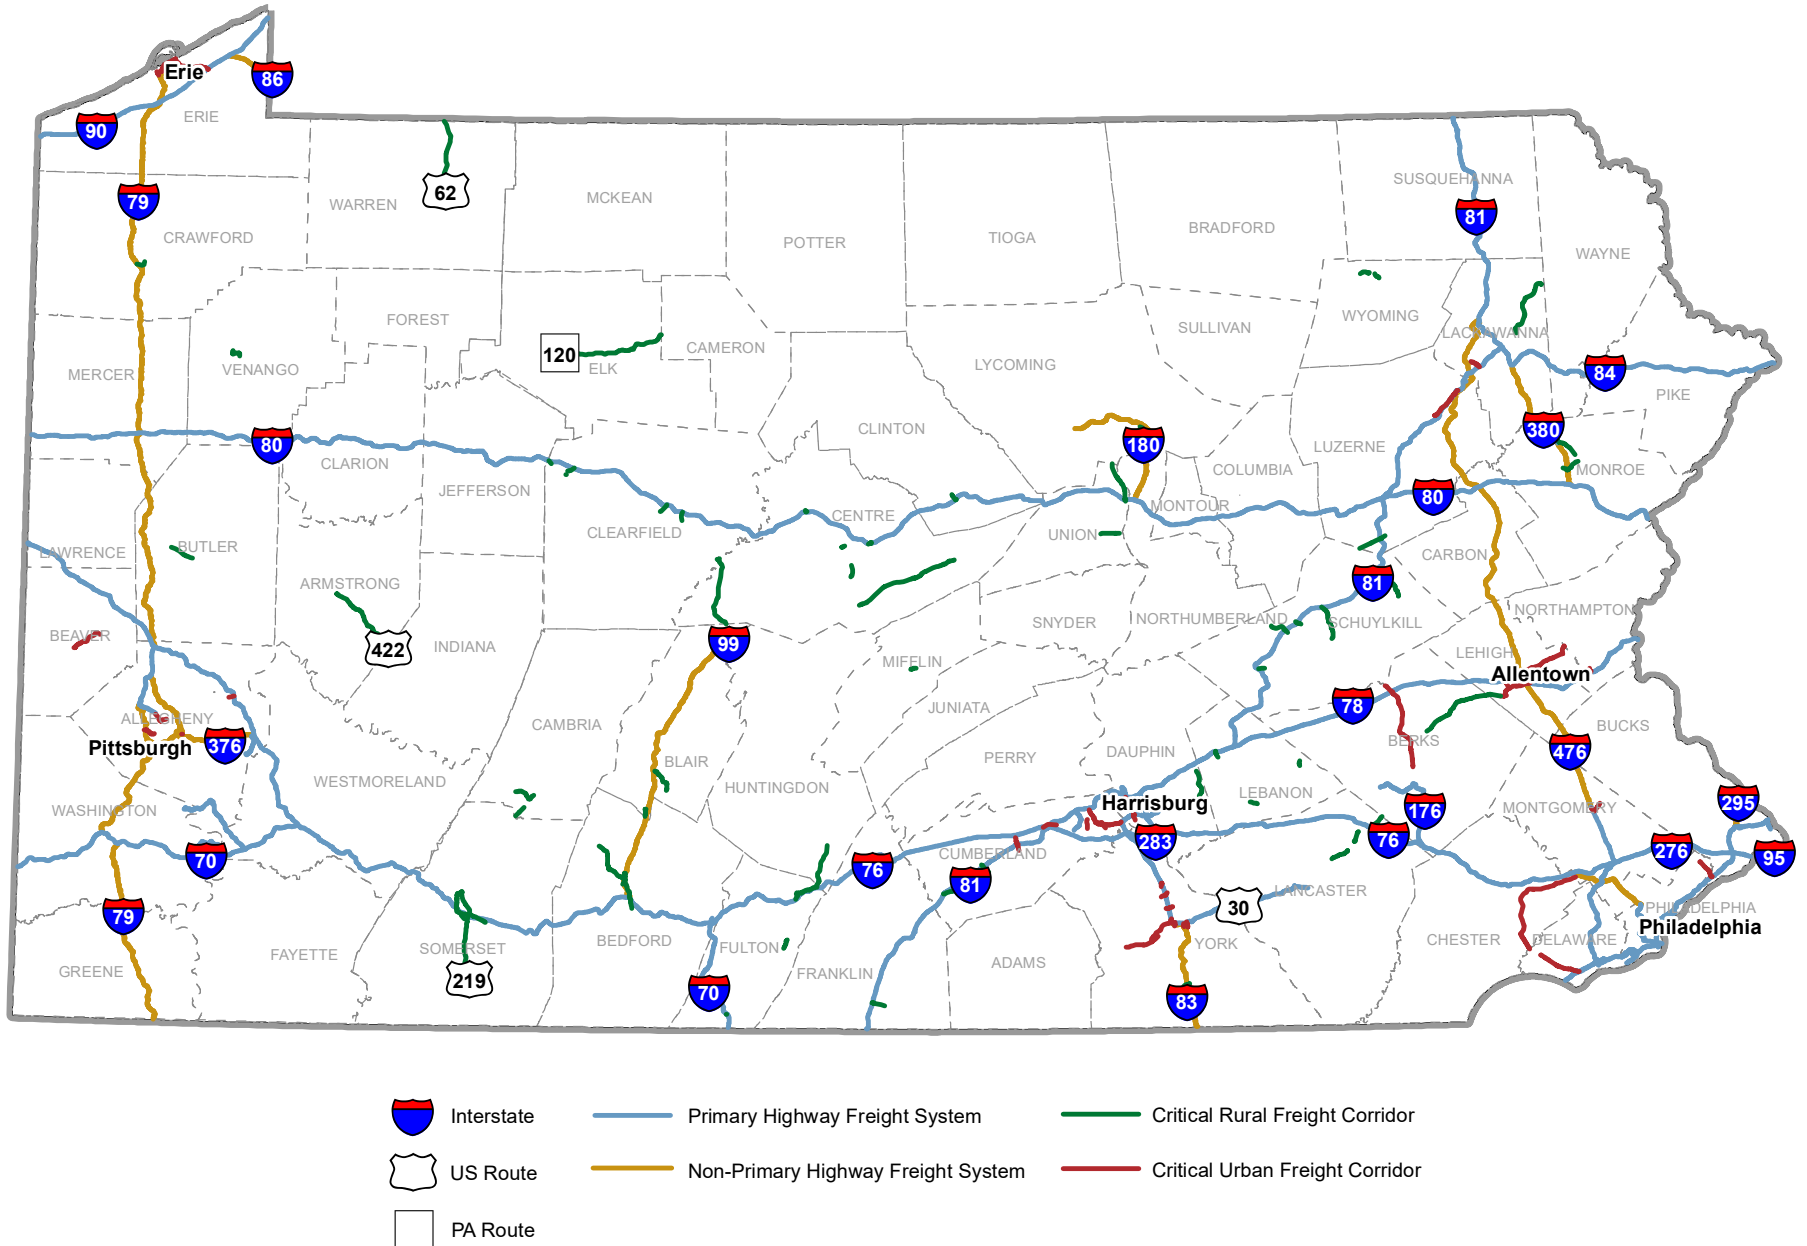 Erie
86
90
ERIE
79
62
WARREN
MCKEAN
CRAWFORD
POTTER
TIOGA
BRADFORD
SUSQUEHANNA
81
WAYNE
FOREST
120
ELK
CAMERON
VENANGO
MERCER
LYCOMING
SULLIVAN
WYOMING
LACKAWANNA
84
PIKE
380
MONROE
80
CLARION
JEFFERSON
CLINTON
180
COLUMBIA
LUZERNE
80
MONTOUR
CENTRE
CLEARFIELD
UNION
LAWRENCE
BUTLER
ARMSTRONG
CARBON
81
NORTHAMPTON
BEAVER
422
INDIANA
99
SNYDER
NORTHUMBERLAND
SCHUYLKILL
MIFFLIN
LEHIGH
Allentown
ALLEGHENY
Pittsburgh
376
CAMBRIA
JUNIATA
78
BERKS
BUCKS
476
WESTMORELAND
BLAIR
HUNTINGDON
PERRY
DAUPHIN
WASHINGTON
Harrisburg
LEBANON
176
MONTGOMERY
295
70
283
76
276
95
CUMBERLAND
76
81
30
LANCASTER
79
SOMERSET
BEDFORD
FULTON
YORK
CHESTER
DELAWARE
PHILADELPHIA
Philadelphia
GREENE
FAYETTE
219
70
FRANKLIN
ADAMS
83
Interstate
Primary Highway Freight System
Critical Rural Freight Corridor
US Route
Non-Primary Highway Freight System
Critical Urban Freight Corridor
PA Route